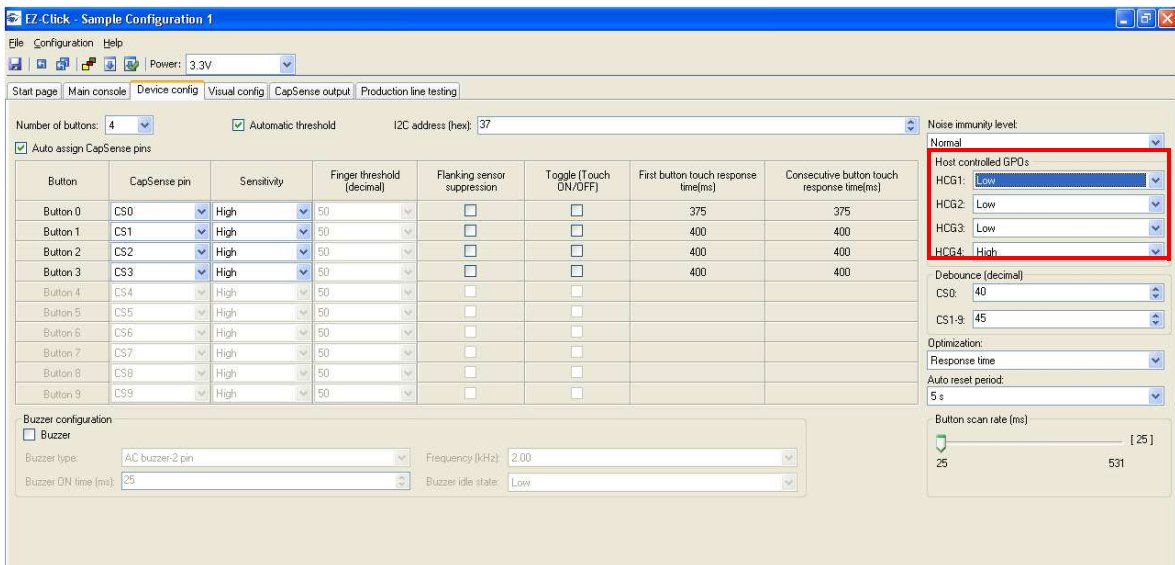 EZ-Click - Sample Configuration 1
File Configuration Help
Power: 3.3V
Start page Main console Device config Visual config CapSense output Production line testing
Number of buttons: 4 Automatic threshold I2C address (hex): 37
Auto assign CapSense pins
Button CapSense pin Sensitivity Finger threshold (decimal) Flanking sensor suppression Toggle (Touch ON/OFF) First button touch response time(ms) Consecutive button touch response time(ms)
Button 0 CS0 High 50 375 375
Button 1 CS1 High 50 400 400
Button 2 CS2 High 50 400 400
Button 3 CS3 High 50 400 400
Button 4 CS4 High 50
Button 5 CS5 High 50
Button 6 CS6 High 50
Button 7 CS7 High 50
Button 8 CS8 High 50
Button 9 CS9 High 50
Buzzer configuration
Buzzer
Buzzer type: AC buzzer-2 pin Frequency (kHz): 2.00
Buzzer ON time (ms): 25 Buzzer idle state: Low
Noise immunity level:
Normal
Host controlled GPOs
HCG1: Low
HCG2: Low
HCG3: Low
HCG4: High
Debounce (decimal)
CS0: 40
CS1-9: 45
Optimization:
Response time
Auto reset period:
5 s
Button scan rate (ms)
[ 25 ]
25 531